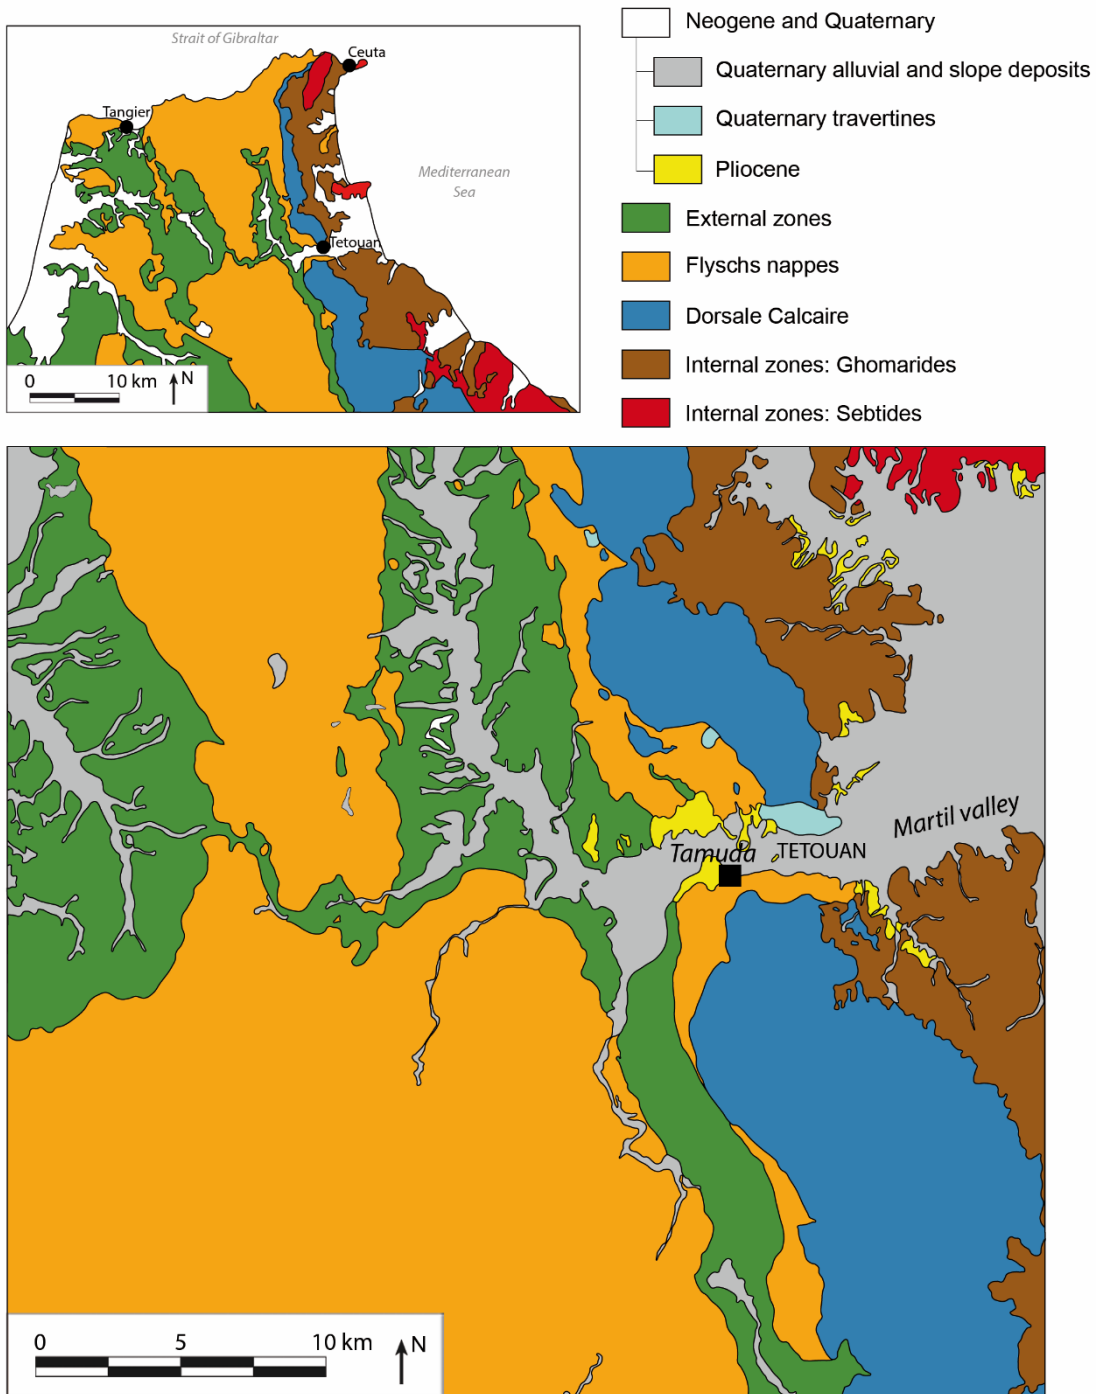 Strait of Gibraltar
Ceuta
Tangier
Mediterranean
Sea
Tetouan
0 10 km N
Neogene and Quaternary
Quaternary alluvial and slope deposits
Quaternary travertines
Pliocene
External zones
Flyschs nappes
Dorsale Calcaire
Internal zones: Ghomarides
Internal zones: Sebtides
Martil valley
Tamuda
TETOUAN
0 5 10 km N